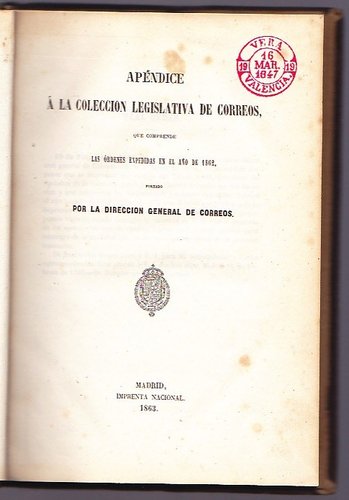 VERA
16
19 MAR. 19
1847
VALENCIA.
APÉNDICE
Á LA COLECCION LEGISLATIVA DE CORREOS,
QUE COMPRENDE
LAS ÓRDENES EXPEDIDAS EN EL AÑO DE 1862,
FORMADO
POR LA DIRECCION GENERAL DE CORREOS.
MADRID,
IMPRENTA NACIONAL.
1863.